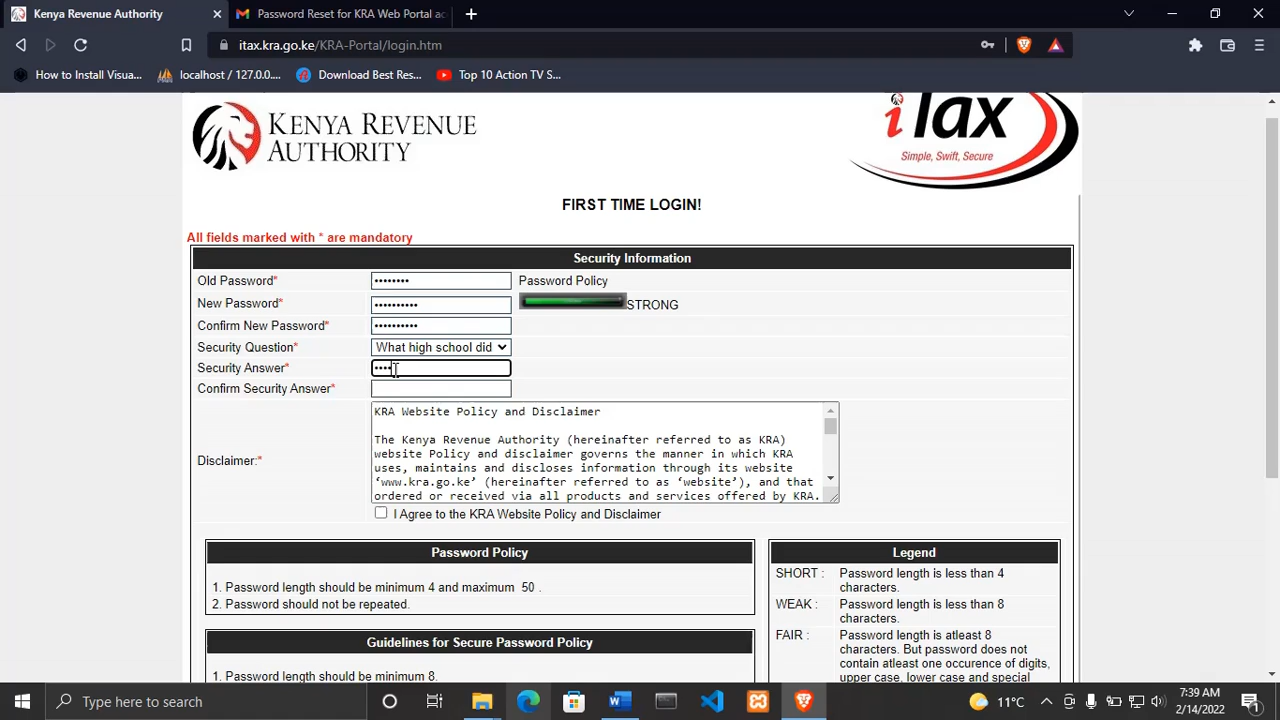 Kenya Revenue Authority
Password Reset for KRA Web Portal ac
itax.kra.go.ke/KRA-Portal/login.htm
How to Install Visua...
localhost / 127.0.0....
Download Best Res...
Top 10 Action TV S...
KENYA REVENUE
AUTHORITY
iTax
Simple, Swift, Secure
FIRST TIME LOGIN!
All fields marked with * are mandatory
Security Information
Old Password* •••••••• Password Policy
New Password* •••••••••• STRONG
Confirm New Password* ••••••••••
Security Question* What high school did
Security Answer* ••••
Confirm Security Answer*
Disclaimer:*
KRA Website Policy and Disclaimer
The Kenya Revenue Authority (hereinafter referred to as KRA)
website Policy and disclaimer governs the manner in which KRA
uses, maintains and discloses information through its website
‘www.kra.go.ke’ (hereinafter referred to as ‘website’), and that
ordered or received via all products and services offered by KRA.
I Agree to the KRA Website Policy and Disclaimer
Password Policy
1. Password length should be minimum 4 and maximum 50 .
2. Password should not be repeated.
Guidelines for Secure Password Policy
1. Password length should be minimum 8.
Legend
SHORT : Password length is less than 4
characters.
WEAK : Password length is less than 8
characters.
FAIR : Password length is atleast 8
characters. But password does not
contain atleast one occurence of digits,
upper case, lower case and special
Type here to search
11°C
7:39 AM
2/14/2022
1